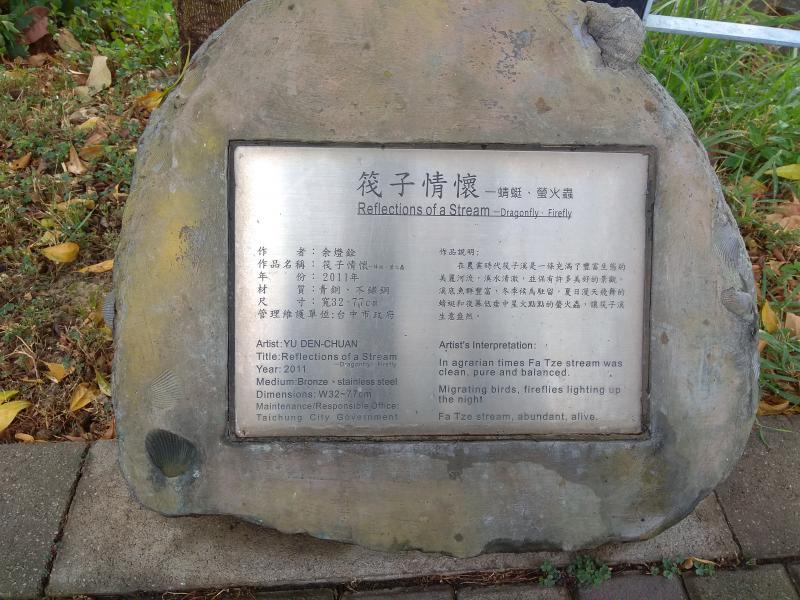 筏子情懷 —蜻蜓、螢火蟲
Reflections of a Stream —Dragonfly、Firefly
作者：余燈銓
作品名稱：筏子情懷—蜻蜓、螢火蟲
年份：2011年
材質：青銅、不鏽鋼
尺寸：寬32~77cm
管理維護單位:台中市政府
Artist:YU DEN-CHUAN
Title:Reflections of a Stream
—Dragonfly、Firefly
Year:2011
Medium:Bronze、stainless steel
Dimensions:W32~77cm
Maintenance/Responsible Office:
Taichung City Government
作品說明:
在農業時代筏子溪是一條充滿了豐富生態的
美麗河流，溪水清澈，並保有許多美好的景觀。
溪底魚群豐富，冬季候鳥駐留，夏日漫天飛舞的
蜻蜓和夜幕低垂中星火點點的螢火蟲，讓筏子溪
生意盎然。
Artist's Interpretation:
In agrarian times Fa Tze stream was
clean, pure and balanced.
Migrating birds, fireflies lighting up
the night
Fa Tze stream, abundant, alive.